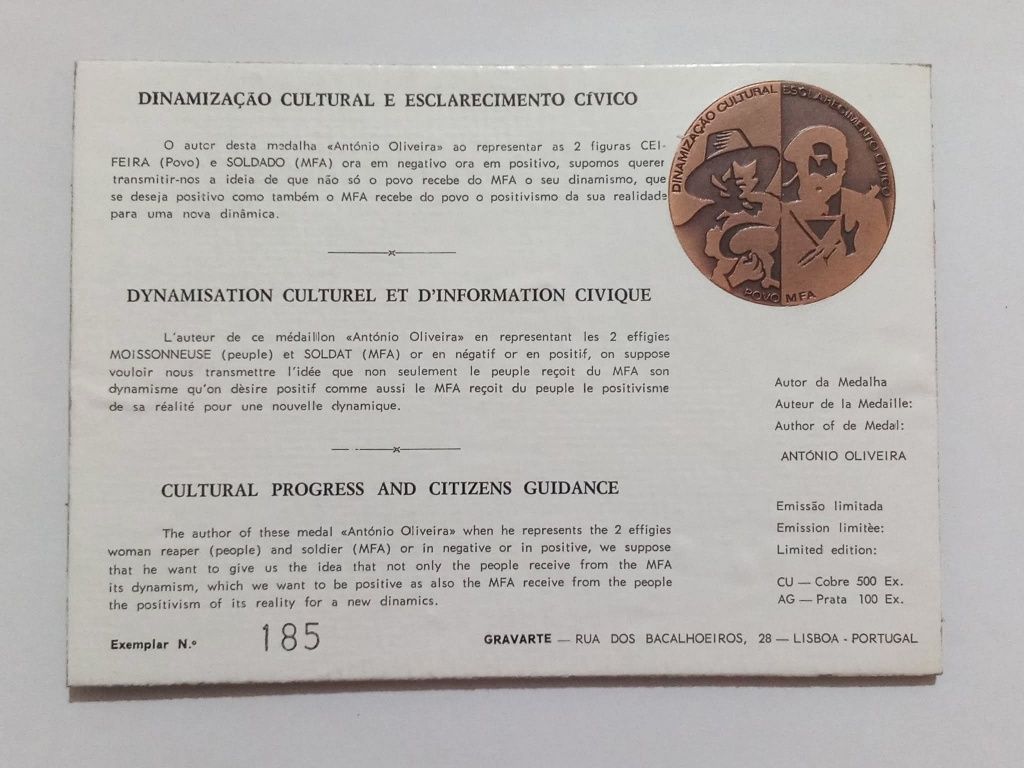 DINAMIZAÇÃO CULTURAL E ESCLARECIMENTO CÍVICO
O autor desta medalha «António Oliveira» ao representar as 2 figuras CEI-
FEIRA (Povo) e SOLDADO (MFA) ora em negativo ora em positivo, supomos querer
transmitir-nos a ideia de que não só o povo recebe do MFA o seu dinamismo, que
se deseja positivo como também o MFA recebe do povo o positivismo da sua realidade
para uma nova dinâmica.
DYNAMISATION CULTUREL ET D'INFORMATION CIVIQUE
L'auteur de ce médaillon «António Oliveira» en representant les 2 effigies
MOISSONNEUSE (peuple) et SOLDAT (MFA) or en négatif or en positif, on suppose
vouloir nous transmettre l'idée que non seulement le peuple reçoit du MFA son
dynamisme qu'on dèsire positif comme aussi le MFA reçoit du peuple le positivisme
de sa réalité pour une nouvelle dynamique.
CULTURAL PROGRESS AND CITIZENS GUIDANCE
The author of these medal «António Oliveira» when he represents the 2 effigies
woman reaper (people) and soldier (MFA) or in negative or in positive, we suppose
that he want to give us the idea that not only the people receive from the MFA
its dynamism, which we want to be positive as also the MFA receive from the people
the positivism of its reality for a new dinamics.
Exemplar N.º 185
GRAVARTE — RUA DOS BACALHOEIROS, 28 — LISBOA - PORTUGAL
DINAMIZAÇÃO CULTURAL ESCLARECIMENTO CÍVICO
POVO MFA
Autor da Medalha
Auteur de la Medaille:
Author of de Medal:
ANTÓNIO OLIVEIRA
Emissão limitada
Emission limitèe:
Limited edition:
CU — Cobre 500 Ex.
AG — Prata 100 Ex.